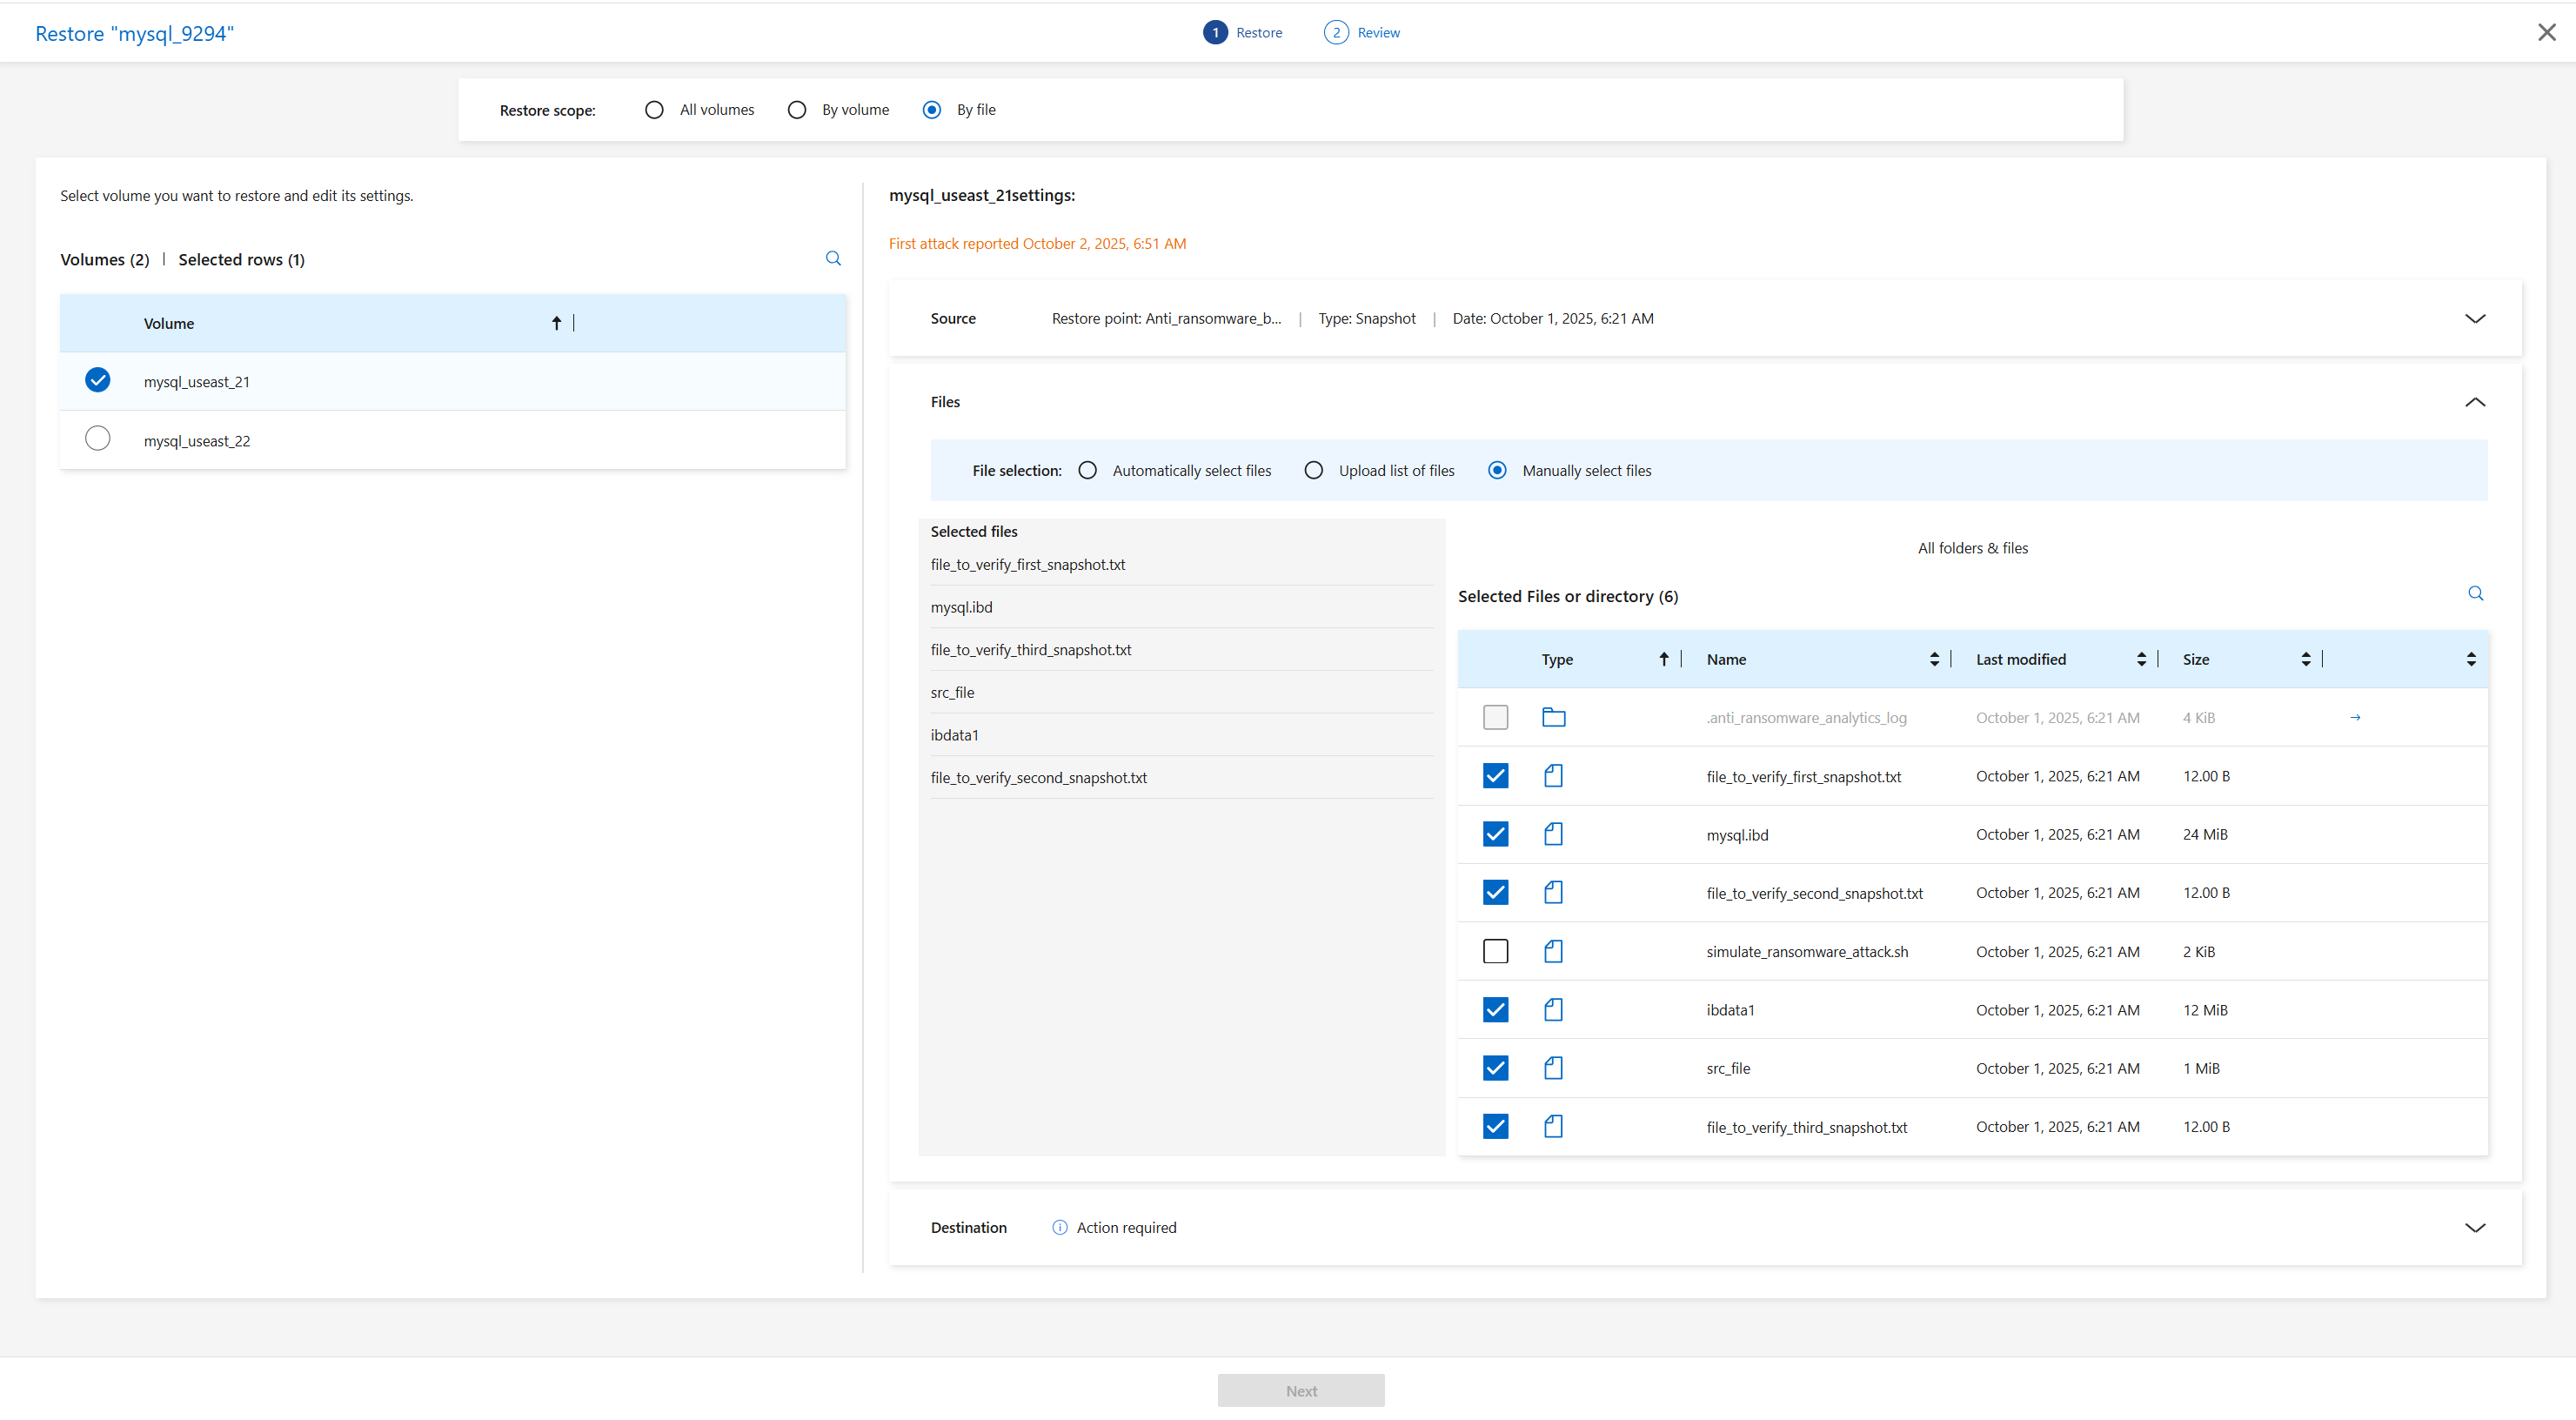 Restore "mysql_9294"
1 Restore 2 Review
Restore scope: All volumes By volume By file
Select volume you want to restore and edit its settings.
Volumes (2) | Selected rows (1)
Volume
mysql_useast_21
mysql_useast_22
mysql_useast_21settings:
First attack reported October 2, 2025, 6:51 AM
Source Restore point: Anti_ransomware_b... | Type: Snapshot | Date: October 1, 2025, 6:21 AM
Files
File selection: Automatically select files Upload list of files Manually select files
Selected files
file_to_verify_first_snapshot.txt
mysql.ibd
file_to_verify_third_snapshot.txt
src_file
ibdata1
file_to_verify_second_snapshot.txt
All folders & files
Selected Files or directory (6)
Type Name Last modified Size
.anti_ransomware_analytics_log October 1, 2025, 6:21 AM 4 KiB
file_to_verify_first_snapshot.txt October 1, 2025, 6:21 AM 12.00 B
mysql.ibd October 1, 2025, 6:21 AM 24 MiB
file_to_verify_second_snapshot.txt October 1, 2025, 6:21 AM 12.00 B
simulate_ransomware_attack.sh October 1, 2025, 6:21 AM 2 KiB
ibdata1 October 1, 2025, 6:21 AM 12 MiB
src_file October 1, 2025, 6:21 AM 1 MiB
file_to_verify_third_snapshot.txt October 1, 2025, 6:21 AM 12.00 B
Destination Action required
Next